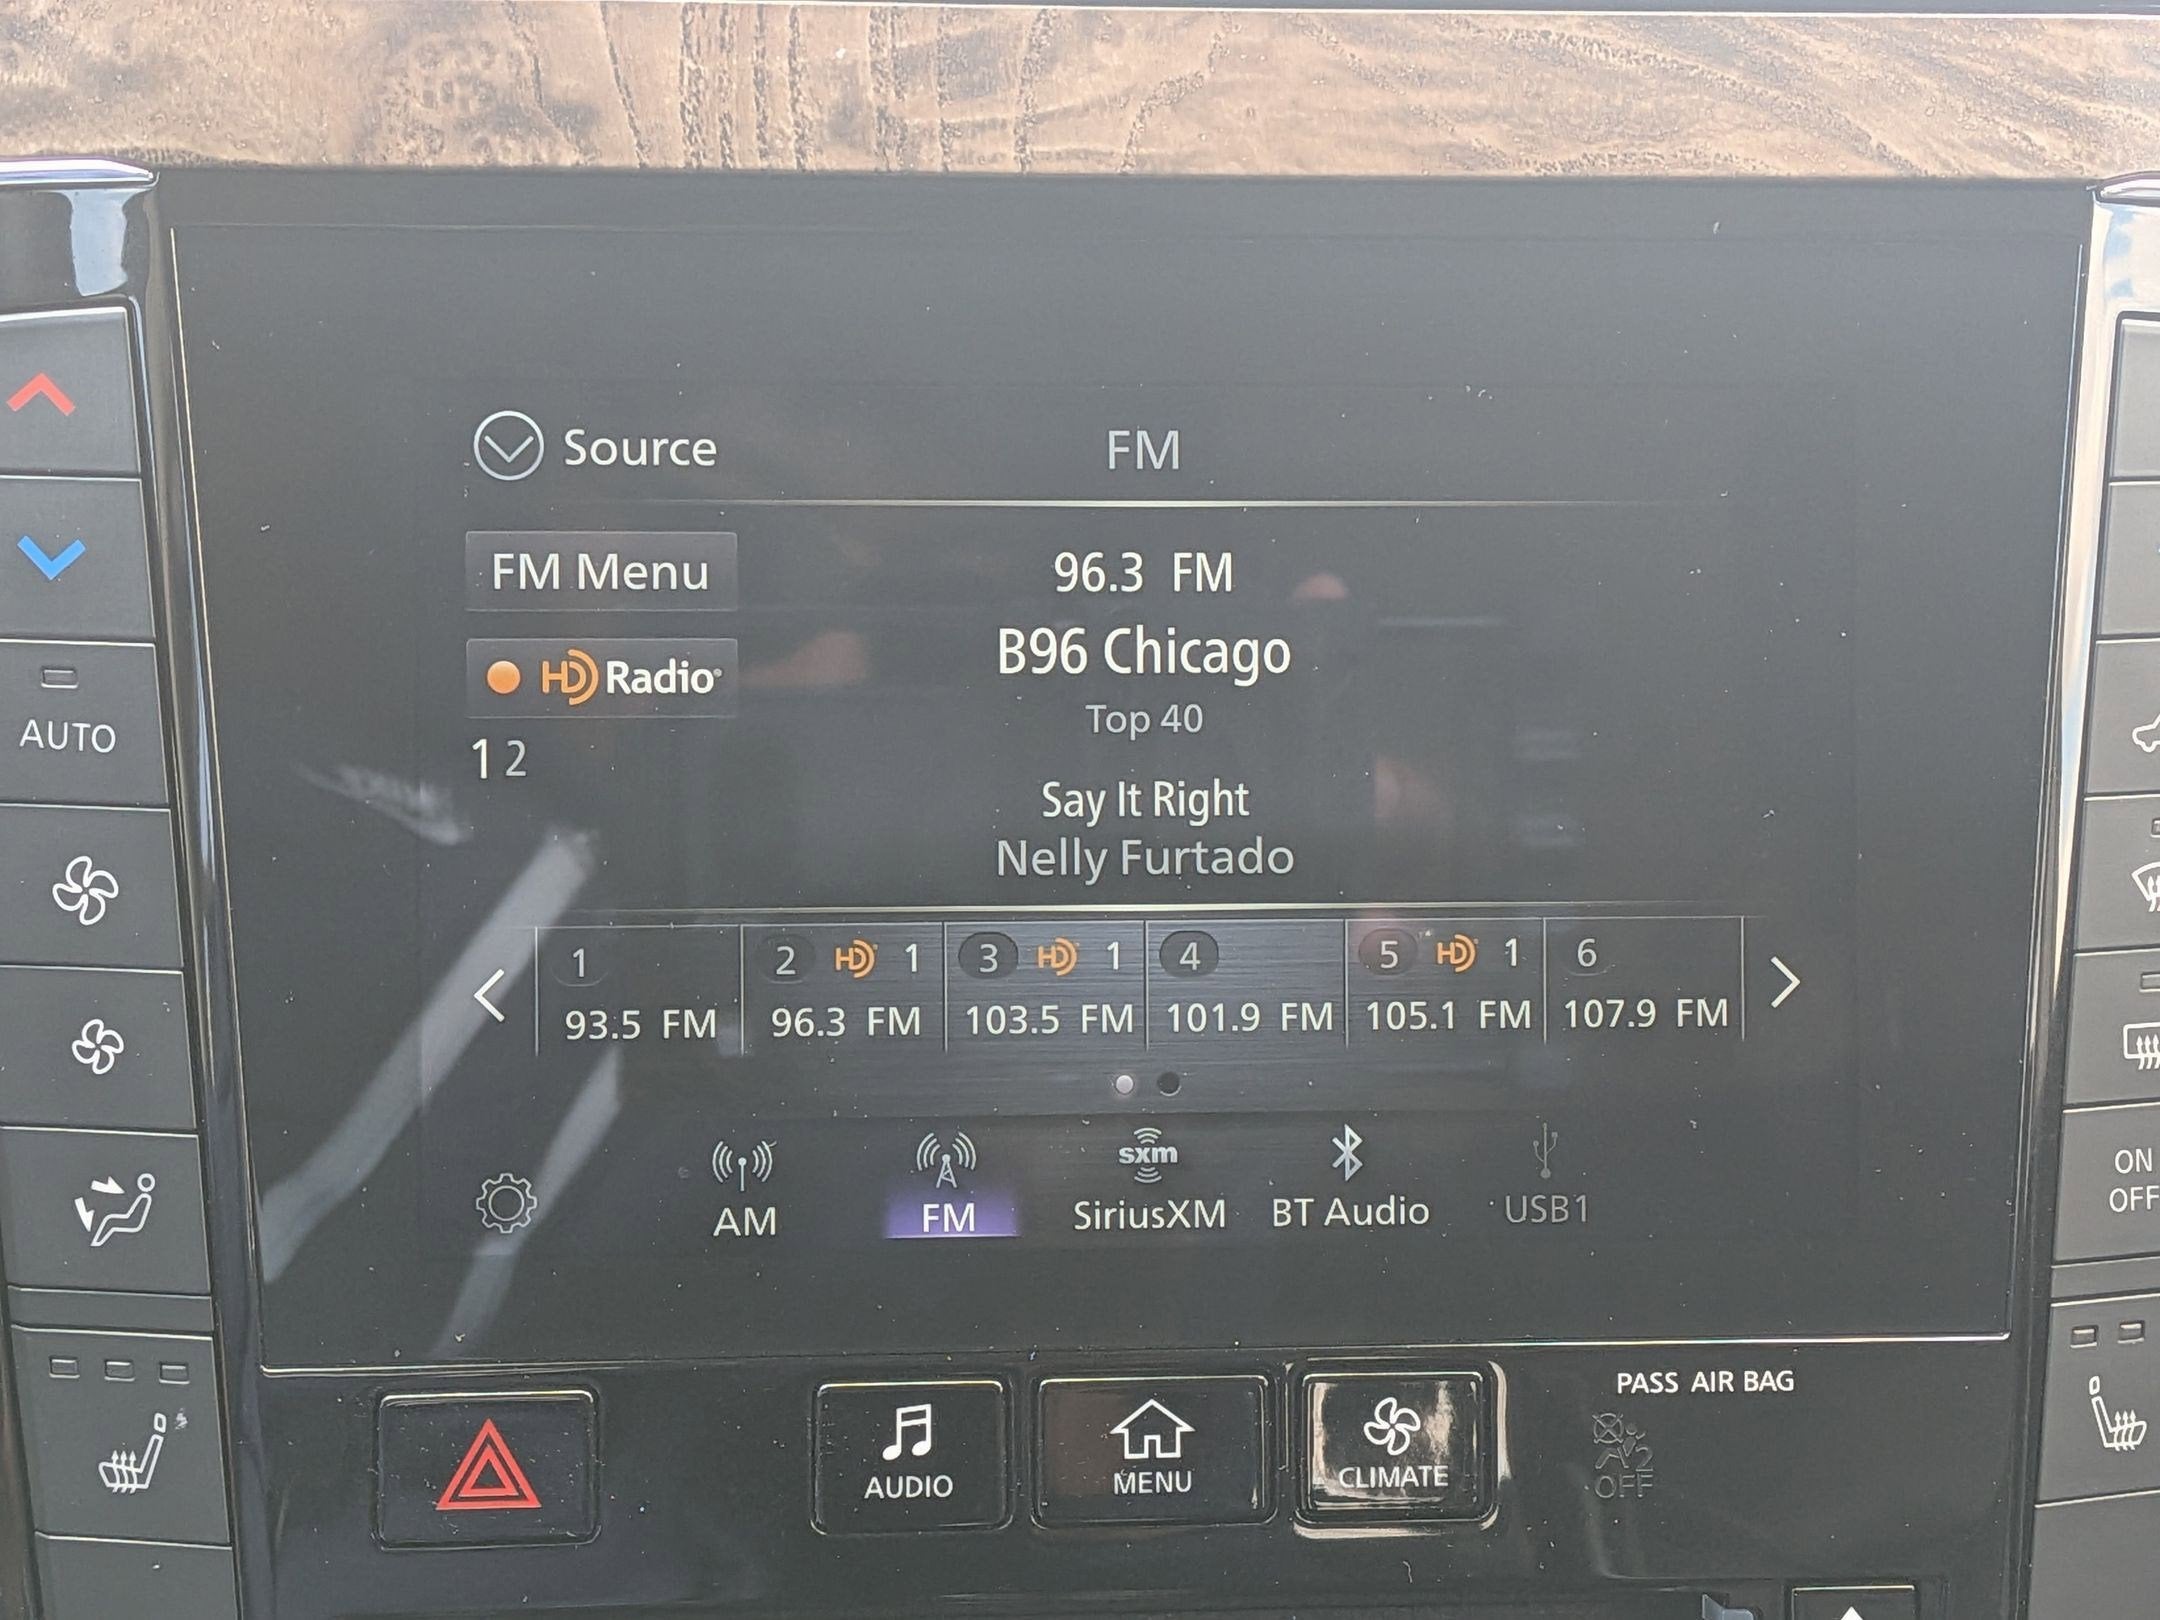 Source
FM
FM Menu
96.3 FM
HD Radio®
B96 Chicago
Top 40
1 2
Say It Right
Nelly Furtado
1
2 HD 1
3 HD 1
4
5 HD 1
6
93.5 FM
96.3 FM
103.5 FM
101.9 FM
105.1 FM
107.9 FM
AM
FM
sxm
SiriusXM
BT Audio
USB1
AUTO
ON
OFF
AUDIO
MENU
CLIMATE
PASS AIR BAG
2
OFF